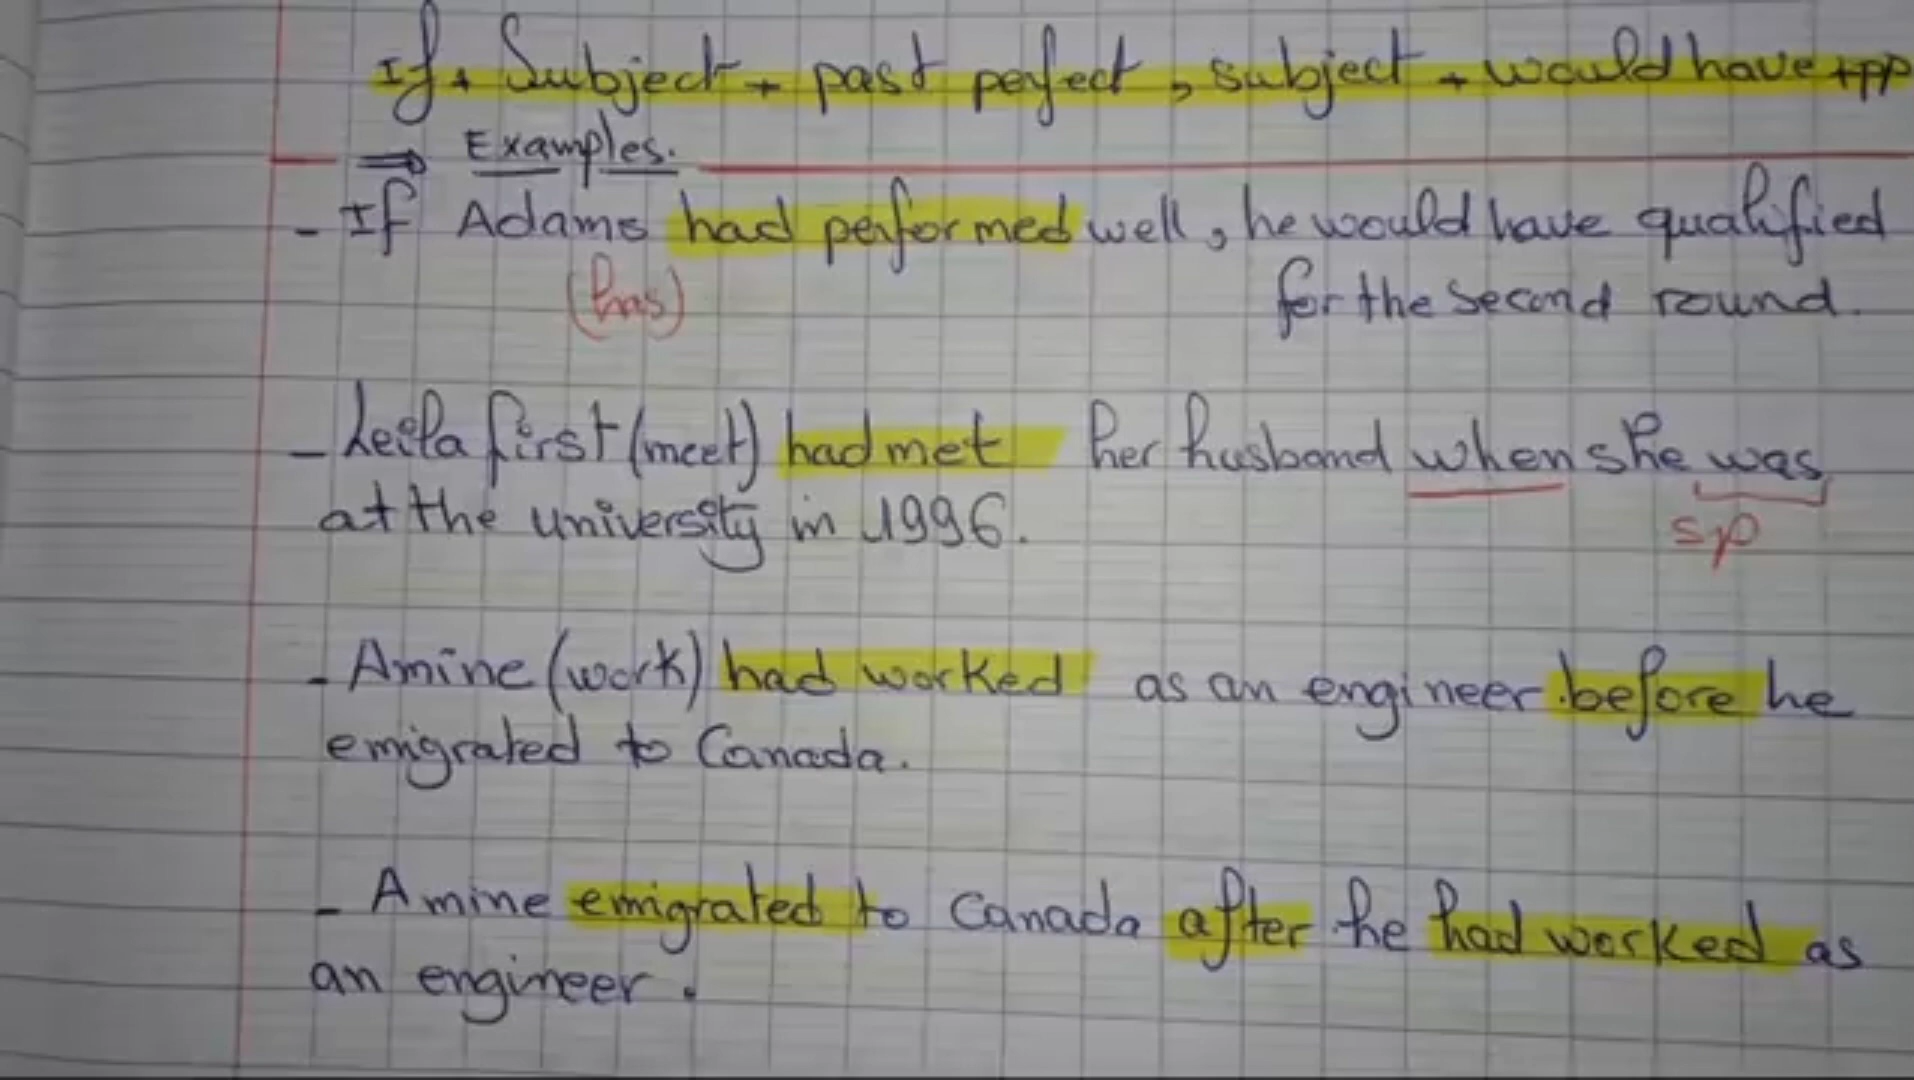 If + Subject + past perfect, subject + would have + pp
⇒ Examples.
- If Adams had performed well, he would have qualified
(has)
for the second round.
- Leila first (meet) had met her husband when she was
sp
at the university in 1996.
- Amine (work) had worked as an engineer before he
emigrated to Canada.
- Amine emigrated to Canada after he had worked as
an engineer.